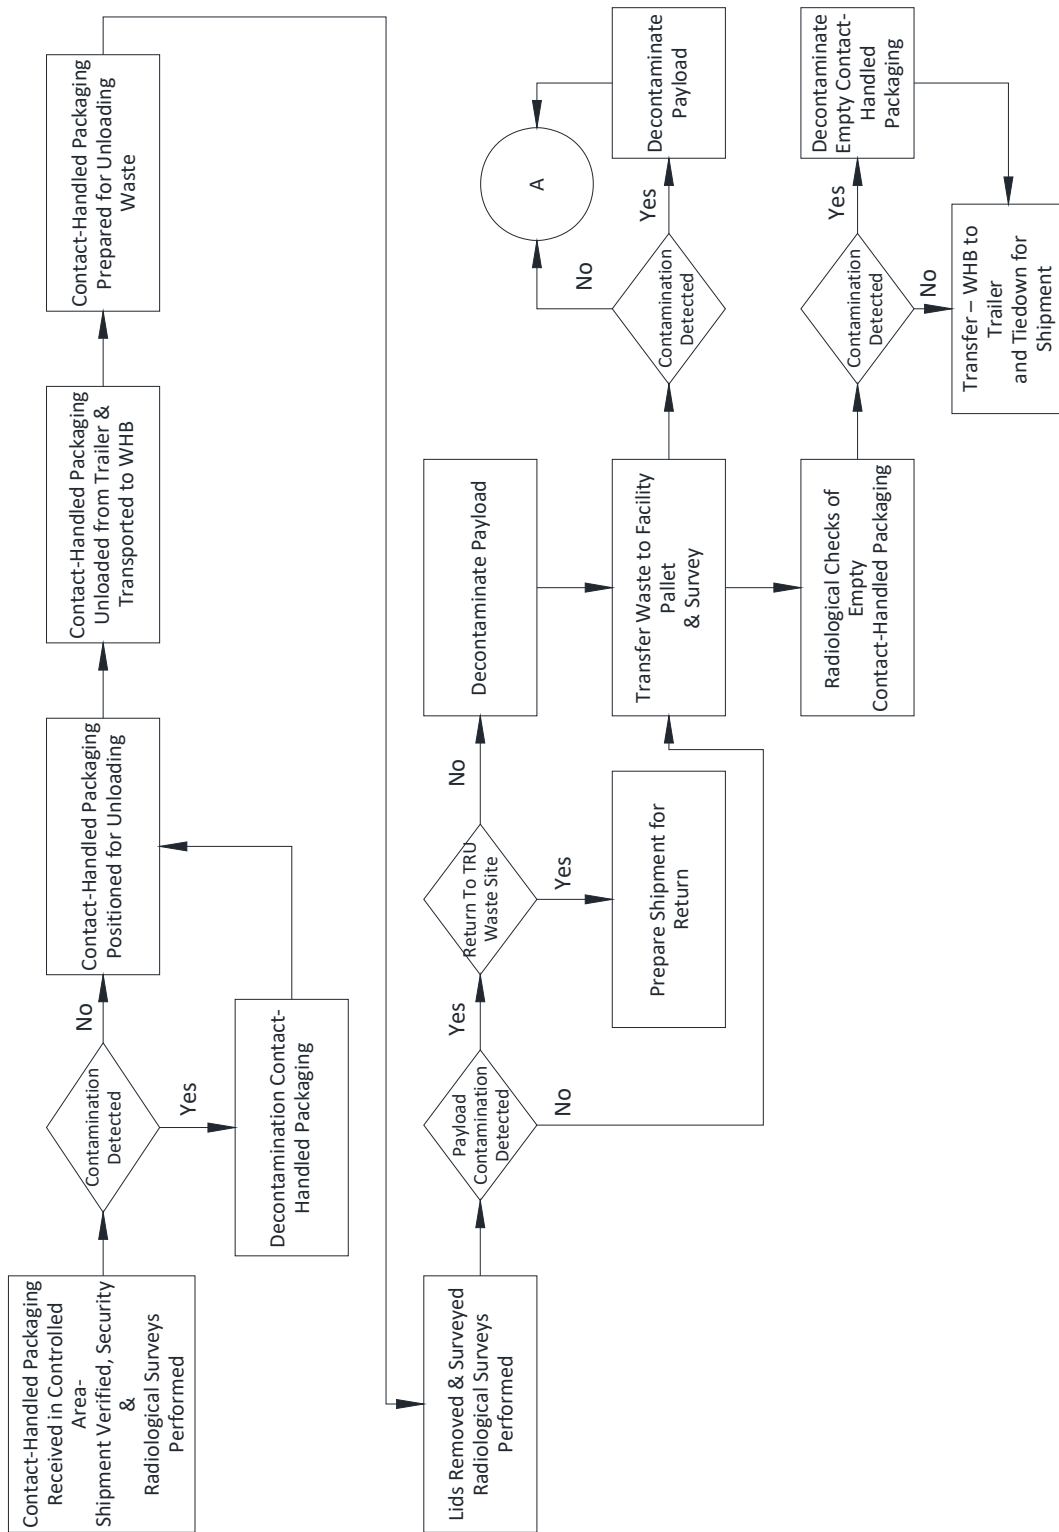 Contact-Handled Packaging
Received in Controlled
Area-
Shipment Verified, Security
&
Radiological Surveys
Performed
Contamination
Detected
No
Yes
Decontamination Contact-
Handled Packaging
Contact-Handled Packaging
Positioned for Unloading
Contact-Handled Packaging
Unloaded from Trailer &
Transported to WHB
Contact-Handled Packaging
Prepared for Unloading
Waste
Lids Removed & Surveyed
Radiological Surveys
Performed
Payload
Contamination
Detected
Yes
No
Return To TRU
Waste Site
No
Yes
Prepare Shipment for
Return
Decontaminate Payload
Transfer Waste to Facility
Pallet
& Survey
Contamination
Detected
No
Yes
A
Decontaminate
Payload
Radiological Checks of
Empty
Contact-Handled Packaging
Contamination
Detected
Yes
No
Decontaminate
Empty Contact-
Handled
Packaging
Transfer – WHB to
Trailer
and Tiedown for
Shipment